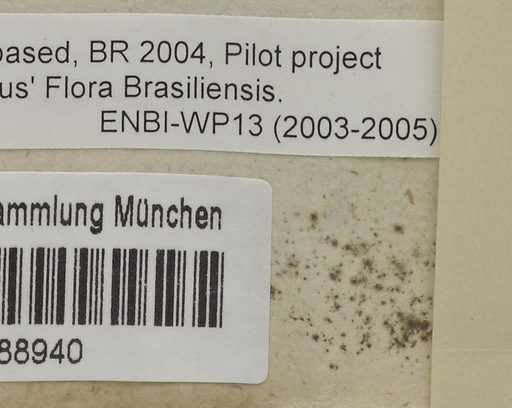 based, BR 2004, Pilot project
us' Flora Brasiliensis.
ENBI-WP13 (2003-2005)
ammlung München
88940